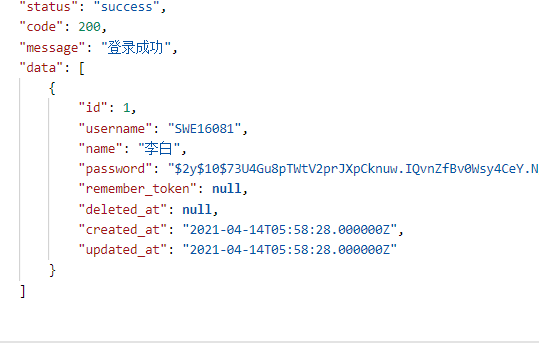 "status": "success",
"code": 200,
"message": "登录成功",
"data": [
{
"id": 1,
"username": "SWE16081",
"name": "李白",
"password": "$2y$10$73U4Gu8pTWtV2prJXpCknuw.IQvnZfBv0Wsy4CeY.N
"remember_token": null,
"deleted_at": null,
"created_at": "2021-04-14T05:58:28.000000Z",
"updated_at": "2021-04-14T05:58:28.000000Z"
}
]